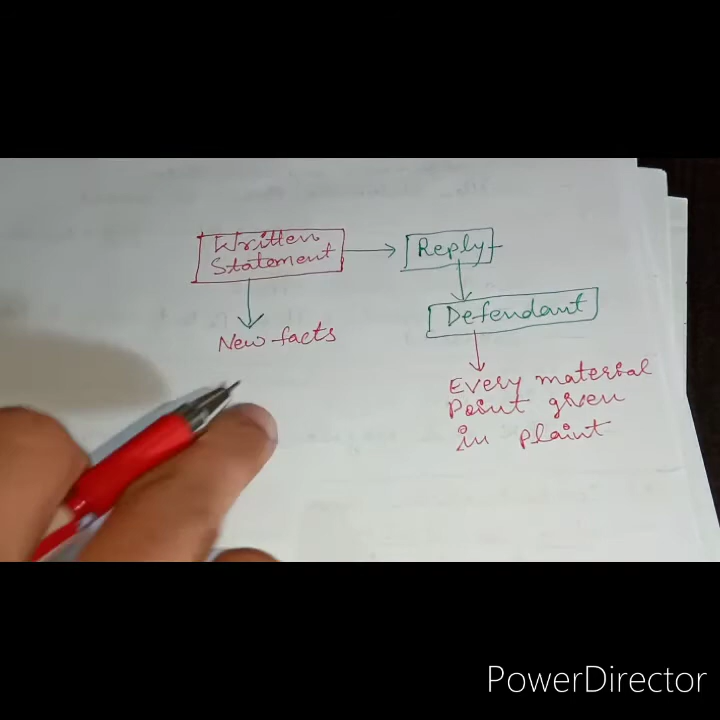 Written
Statement
Reply
Defendant
New facts
Every material
Point given
in plaint
PowerDirector